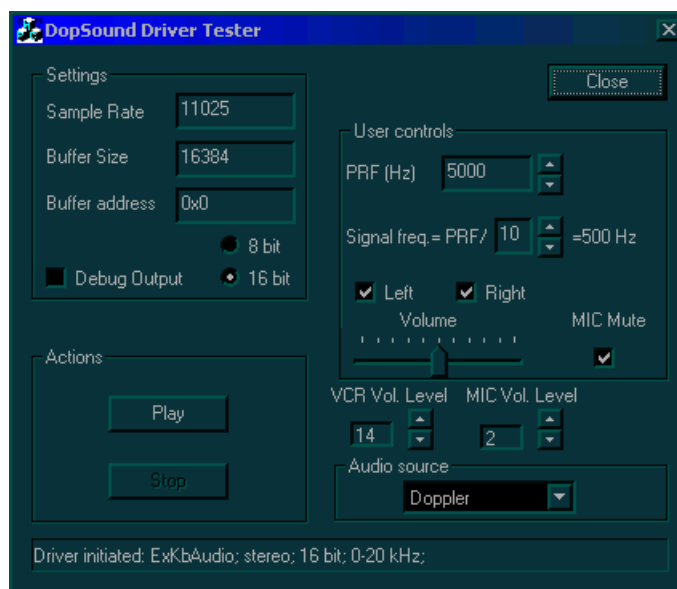 DopSound Driver Tester
Settings
Close
Sample Rate 11025
User controls
Buffer Size 16384
PRF (Hz) 5000
Buffer address 0x0
Signal freq.= PRF/ 10 =500 Hz
8 bit
Debug Output 16 bit
Left Right
Volume MIC Mute
Actions
VCR Vol. Level MIC Vol. Level
Play
14 2
Audio source
Stop
Doppler
Driver initiated: ExKbAudio; stereo; 16 bit; 0-20 kHz;